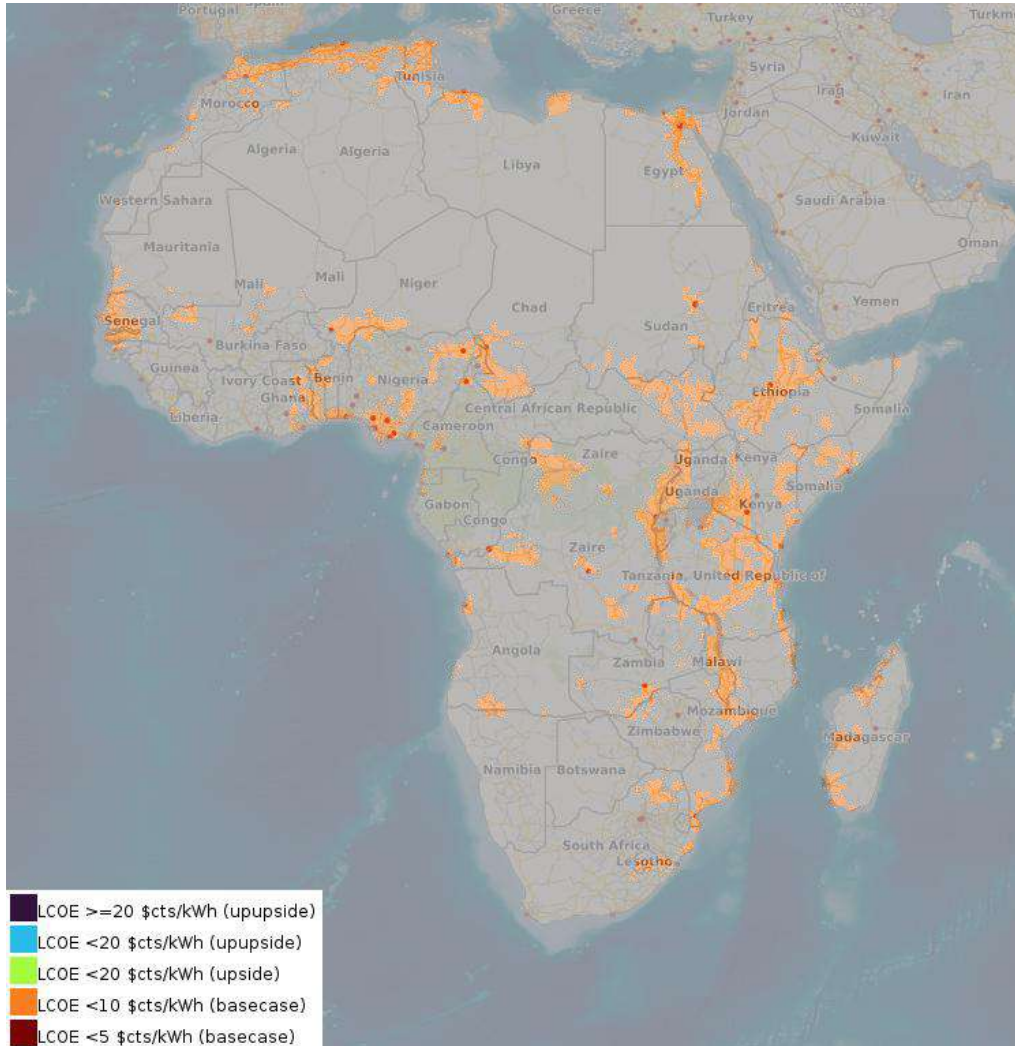 Portugal
Spain
Greece
Turkey
Turkm
Tunisia
Syria
Iraq
Iran
Morocco
Jordan
Kuwait
Algeria
Algeria
Libya
Egypt
Western Sahara
Saudi Arabia
Mauritania
Oman
Mali
Mali
Niger
Chad
Eritrea
Yemen
Senegal
Sudan
Burkina Faso
Guinea
Ivory Coast
Benin
Nigeria
Ethiopia
Ghana
Liberia
Central African Republic
Somalia
Cameroon
Congo
Zaire
Uganda
Kenya
Uganda
Somalia
Gabon
Kenya
Congo
Zaire
Tanzania, United Republic of
Angola
Zambia
Malawi
Mozambique
Zimbabwe
Madagascar
Namibia
Botswana
South Africa
Lesotho
LCOE >=20 $cts/kWh (upupside)
LCOE <20 $cts/kWh (upupside)
LCOE <20 $cts/kWh (upside)
LCOE <10 $cts/kWh (basecase)
LCOE <5 $cts/kWh (basecase)